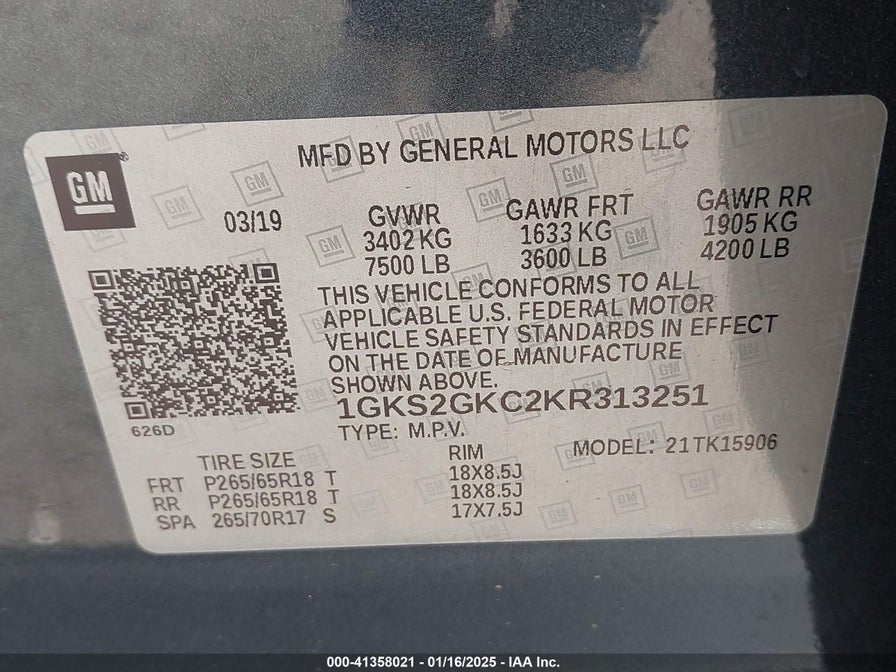 GM
MFD BY GENERAL MOTORS LLC
03/19
GVWR
3402 KG
7500 LB
GAWR FRT
1633 KG
3600 LB
GAWR RR
1905 KG
4200 LB
THIS VEHICLE CONFORMS TO ALL
APPLICABLE U.S. FEDERAL MOTOR
VEHICLE SAFETY STANDARDS IN EFFECT
ON THE DATE OF MANUFACTURE
SHOWN ABOVE.
1GKS2GKC2KR313251
626D
TYPE: M.P.V.
MODEL: 21TK15906
TIRE SIZE RIM
FRT P265/65R18 T 18X8.5J
RR P265/65R18 T 18X8.5J
SPA 265/70R17 S 17X7.5J
000-41358021 - 01/16/2025 - IAA Inc.